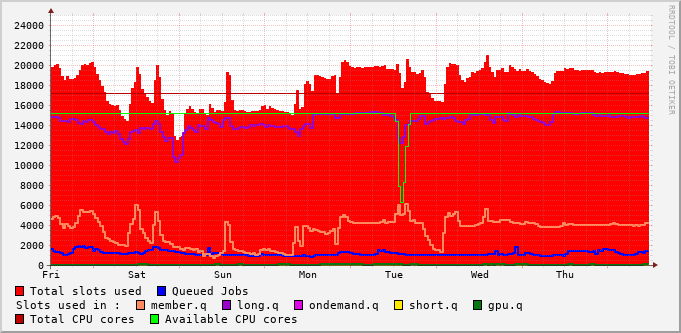 RRDTOOL / TOBI OETIKER
24000
22000
20000
18000
16000
14000
12000
10000
8000
6000
4000
2000
0
Fri Sat Sun Mon Tue Wed Thu
Total slots used Queued Jobs
Slots used in : member.q long.q ondemand.q short.q gpu.q
Total CPU cores Available CPU cores